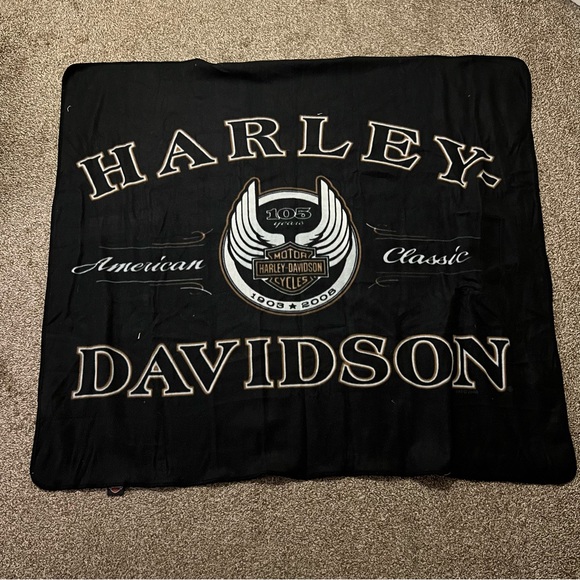 HARLEY-
105
years
American
Classic
MOTOR
HARLEY-DAVIDSON
CYCLES
1903 ★ 2008
DAVIDSON